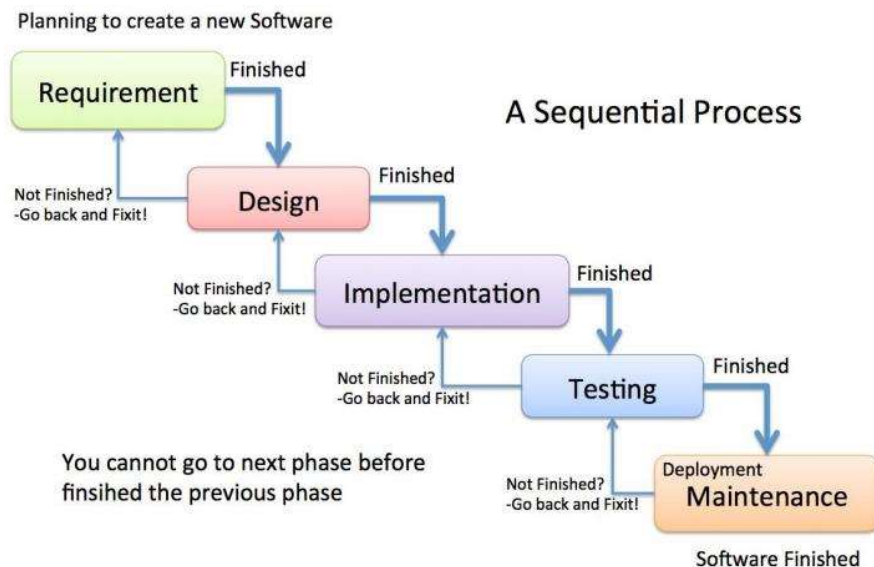 Planning to create a new Software
Finished
Requirement
A Sequential Process
Finished
Not Finished?
-Go back and Fixit!
Design
Finished
Not Finished?
-Go back and Fixit!
Implementation
Finished
Not Finished?
-Go back and Fixit!
Testing
You cannot go to next phase before
finsihed the previous phase
Not Finished?
-Go back and Fixit!
Deployment
Maintenance
Software Finished